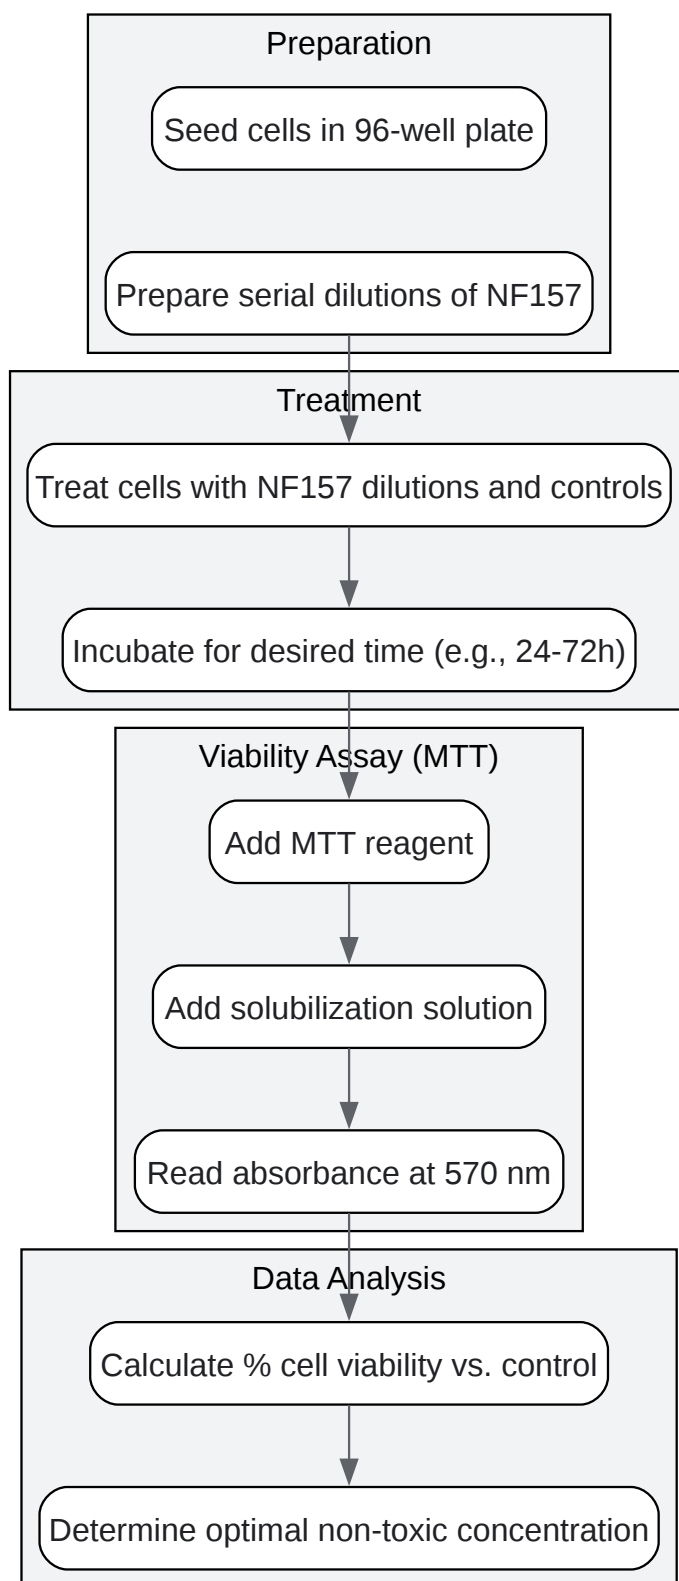 Preparation
Seed cells in 96-well plate
Prepare serial dilutions of NF157
Treatment
Treat cells with NF157 dilutions and controls
Incubate for desired time (e.g., 24-72h)
Viability Assay (MTT)
Add MTT reagent
Add solubilization solution
Read absorbance at 570 nm
Data Analysis
Calculate % cell viability vs. control
Determine optimal non-toxic concentration